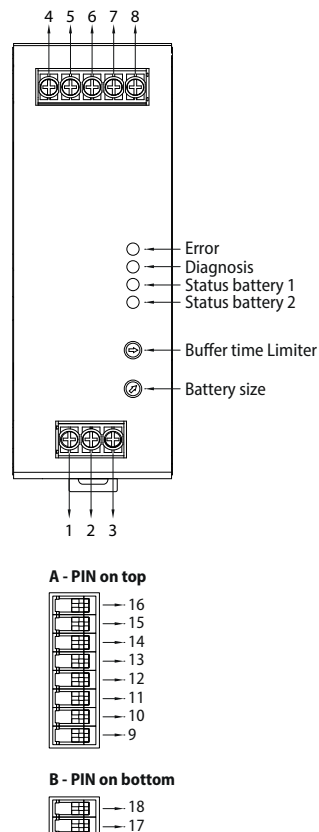 4 5 6 7 8
Error
Diagnosis
Status battery 1
Status battery 2
Buffer time Limiter
Battery size
1 2 3
A - PIN on top
16
15
14
13
12
11
10
9
B - PIN on bottom
18
17